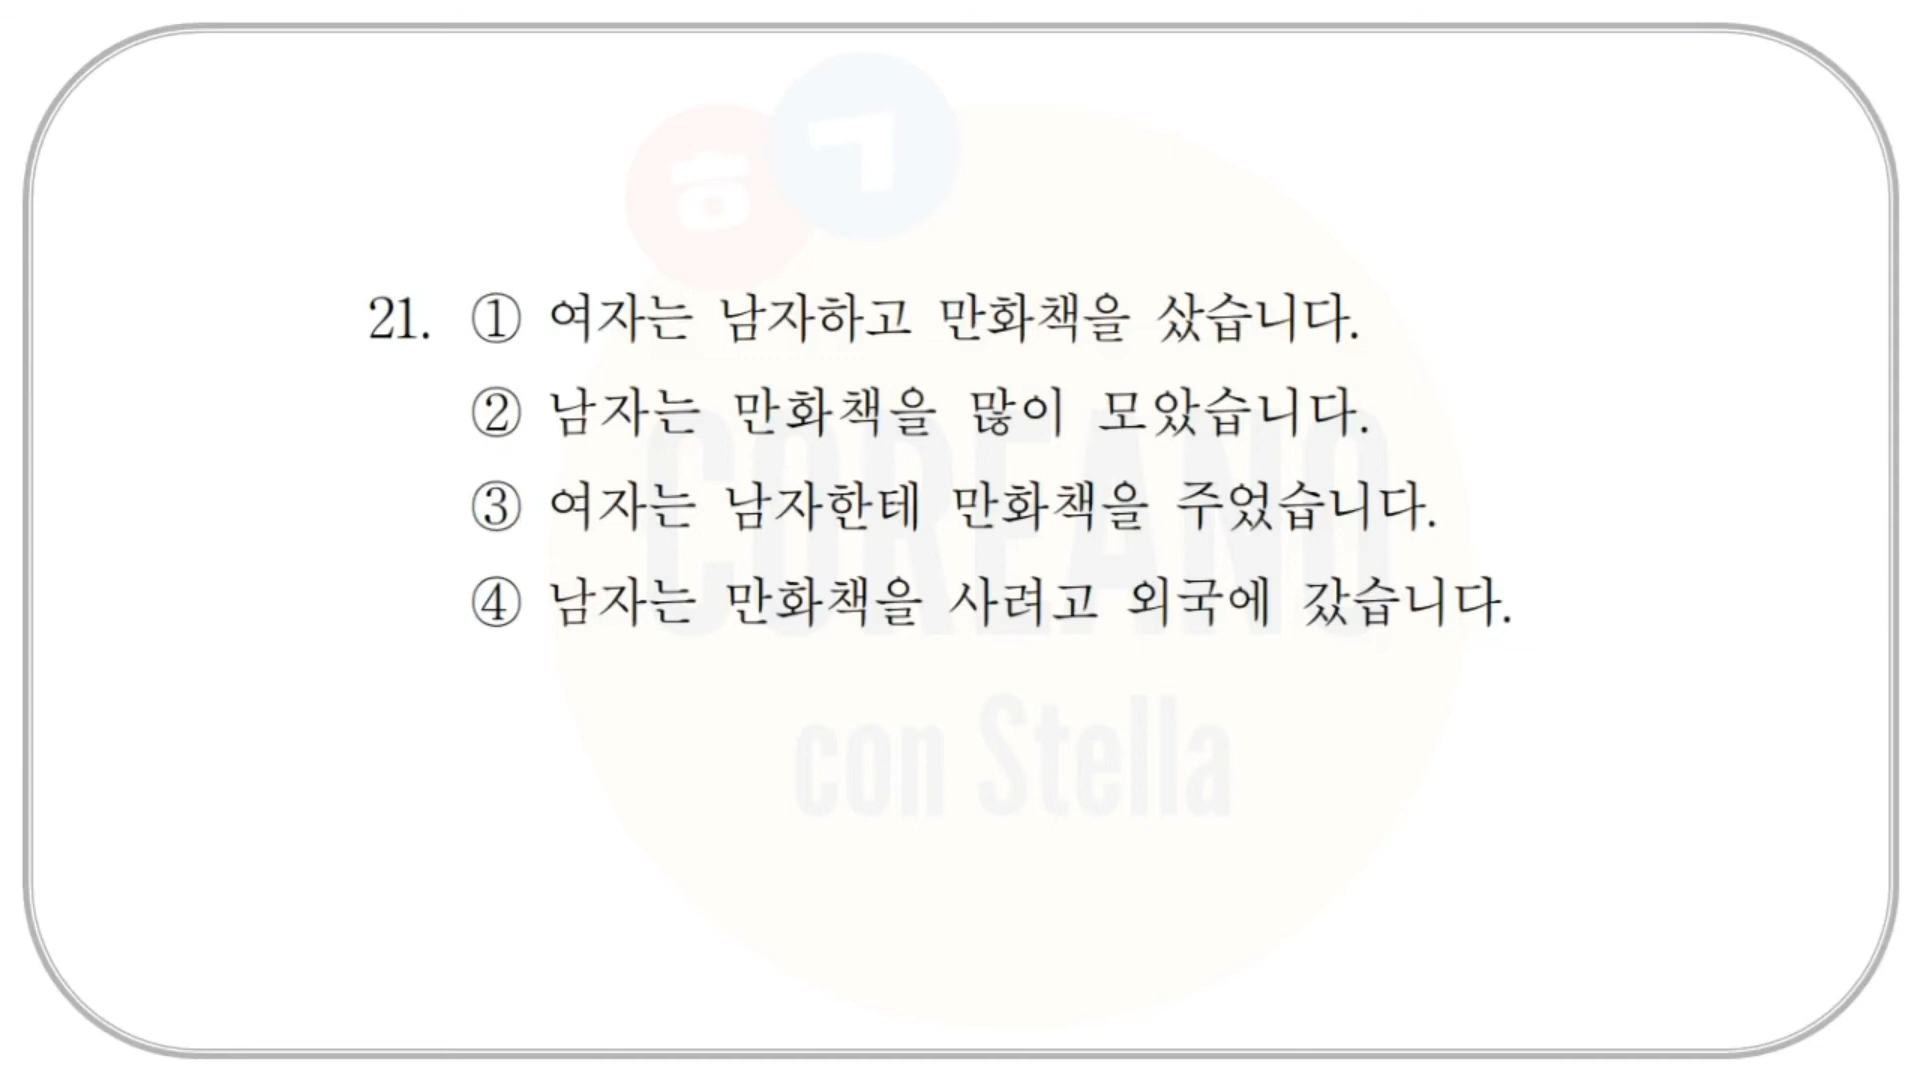 ㅎ ㄱ
21. ① 여자는 남자하고 만화책을 샀습니다.
② 남자는 만화책을 많이 모았습니다.
③ 여자는 남자한테 만화책을 주었습니다.
④ 남자는 만화책을 사려고 외국에 갔습니다.
COREANO
con Stella